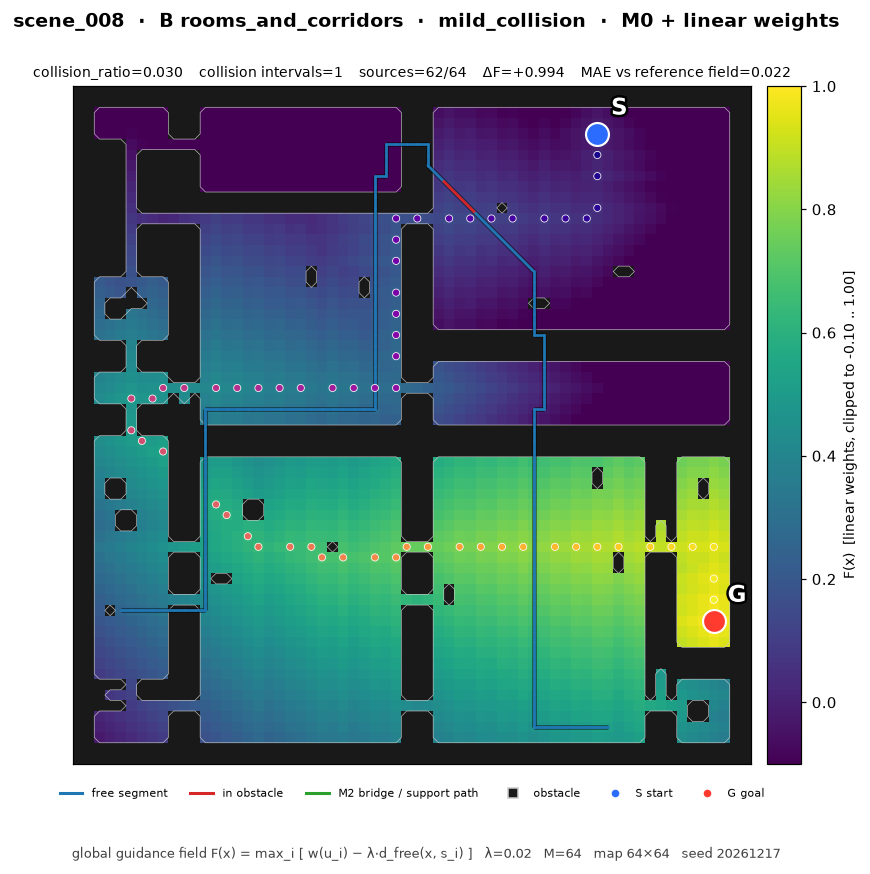 scene_008 · B rooms_and_corridors · mild_collision · M0 + linear weights
collision_ratio=0.030 collision intervals=1 sources=62/64 ΔF=+0.994 MAE vs reference field=0.022
S
G
1.0
0.8
0.6
0.4
0.2
0.0
F(x) [linear weights, clipped to -0.10 .. 1.00]
free segment
in obstacle
M2 bridge / support path
obstacle
S start
G goal
global guidance field F(x) = max_i [ w(u_i) − λ·d_free(x, s_i) ] λ=0.02 M=64 map 64×64 seed 20261217